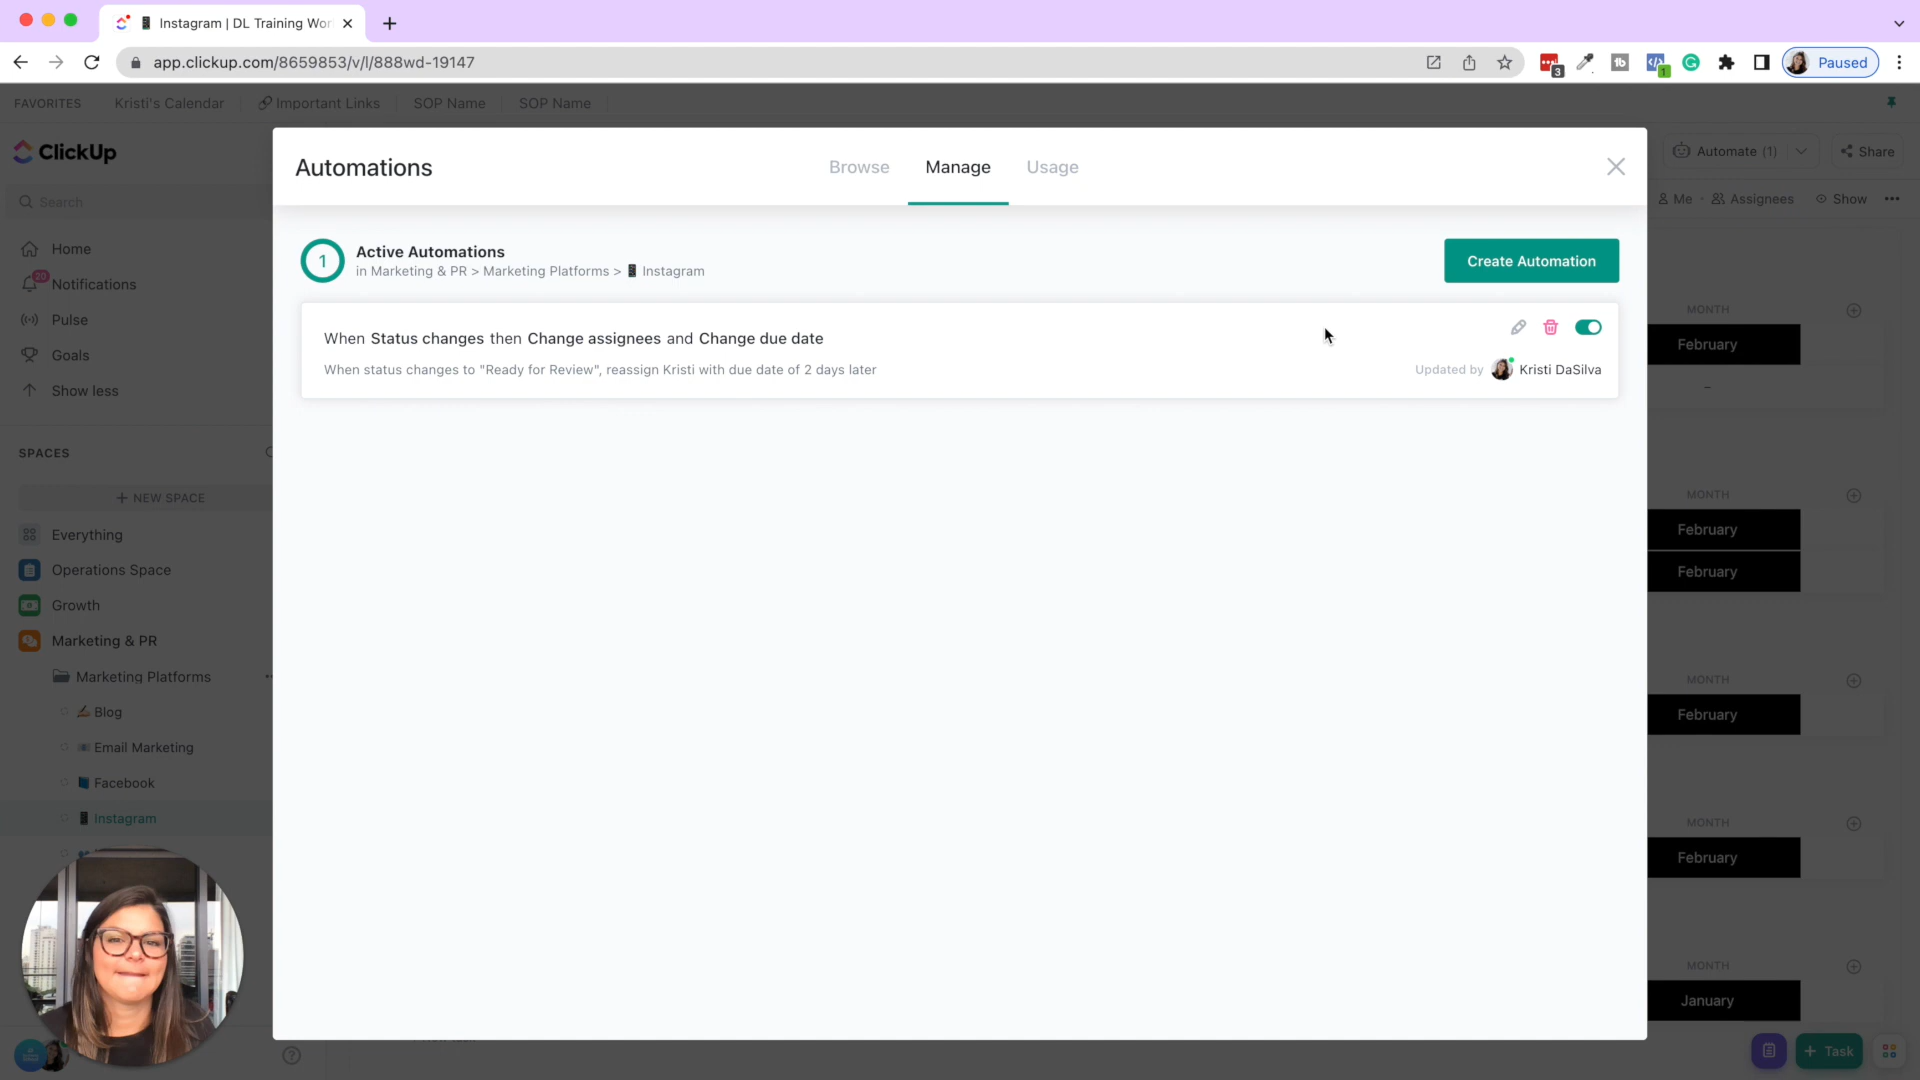 Instagram | DL Training Wor
app.clickup.com/8659853/v/l/888wd-19147
3
1
Paused
FAVORITES
Kristi's Calendar
Important Links
SOP Name
SOP Name
ClickUp
Automate (1)
Share
Search
Me
Assignees
Show
Home
20
Notifications
Pulse
Goals
Show less
SPACES
+ NEW SPACE
Everything
Operations Space
Growth
Marketing & PR
Marketing Platforms
Blog
Email Marketing
Facebook
Instagram
Automations
Browse
Manage
Usage
1
Active Automations
in Marketing & PR > Marketing Platforms > Instagram
Create Automation
When Status changes then Change assignees and Change due date
When status changes to "Ready for Review", reassign Kristi with due date of 2 days later
Updated by Kristi DaSilva
MONTH
February
–
MONTH
February
February
MONTH
February
MONTH
February
MONTH
January
+ Task